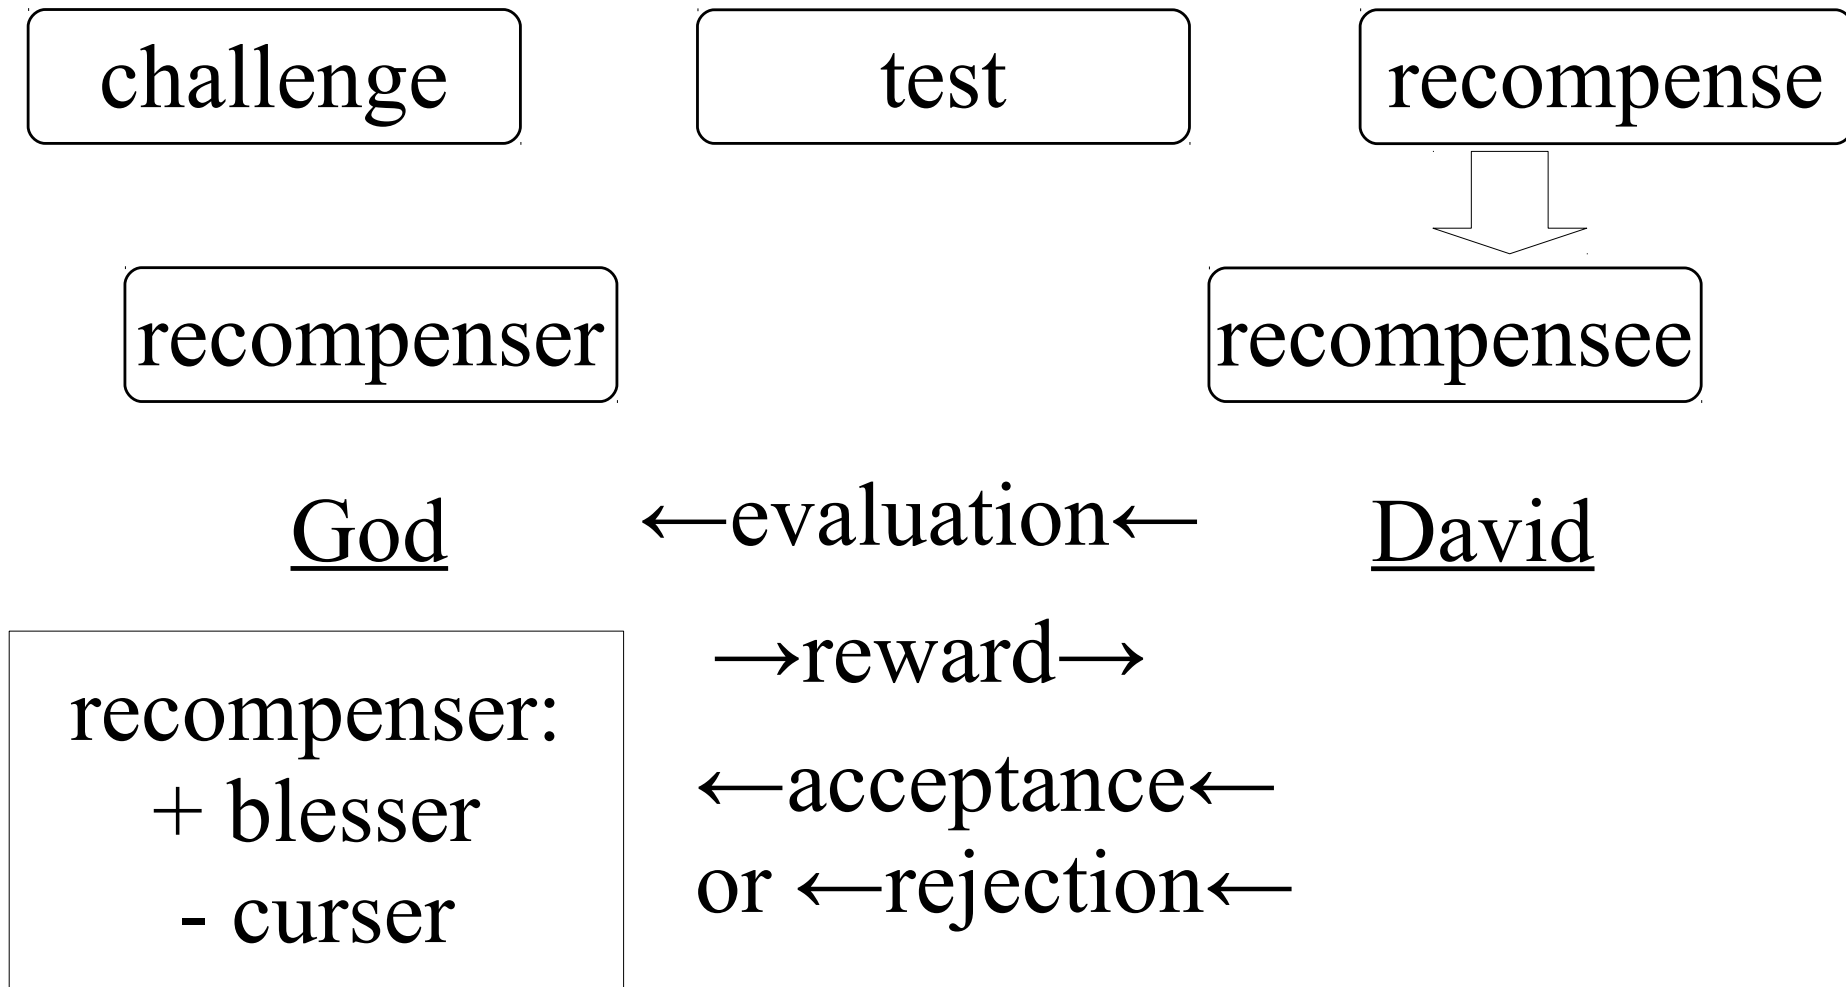 challenge test recompense
recompenser recompensee
God ←evaluation← David
→reward→
recompenser:
←acceptance←
+ blesser
or ←rejection←
- curser